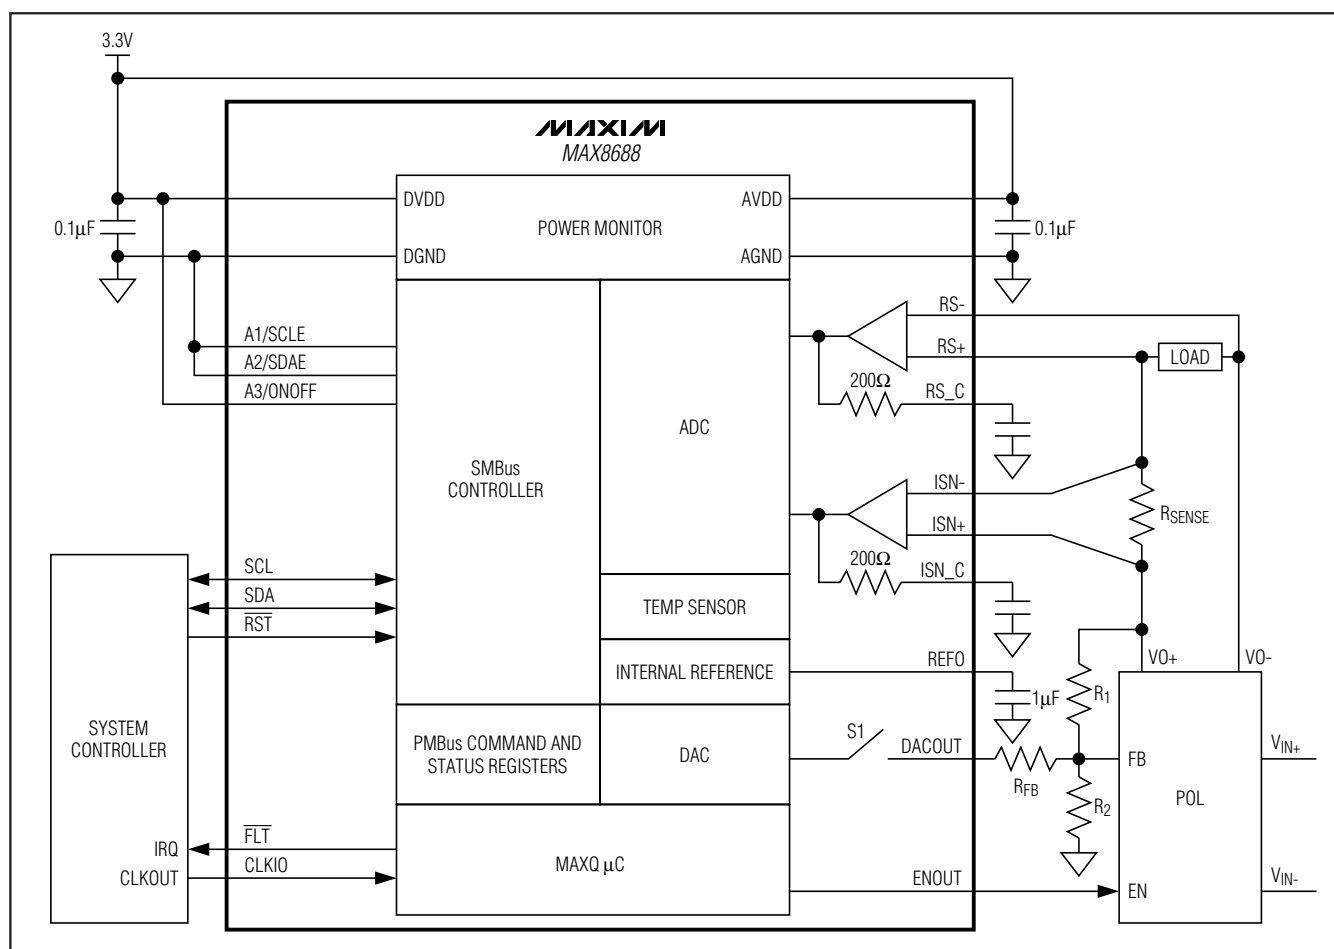 3.3V
MAXIM
MAX8688
DVDD
AVDD
0.1µF
POWER MONITOR
0.1µF
DGND
AGND
RS-
A1/SCLE
RS+
LOAD
A2/SDAE
200Ω
A3/ONOFF
RS_C
ADC
SMBus
CONTROLLER
ISN-
RSENSE
ISN+
200Ω
SCL
ISN_C
SDA
TEMP SENSOR
RST
REFO
VO+
VO-
INTERNAL REFERENCE
R1
1µF
SYSTEM
CONTROLLER
PMBus COMMAND AND
STATUS REGISTERS
DAC
S1
DACOUT
VIN+
FB
RFB
R2
POL
FLT
IRQ
MAXQ µC
CLKIO
CLKOUT
ENOUT
EN
VIN-